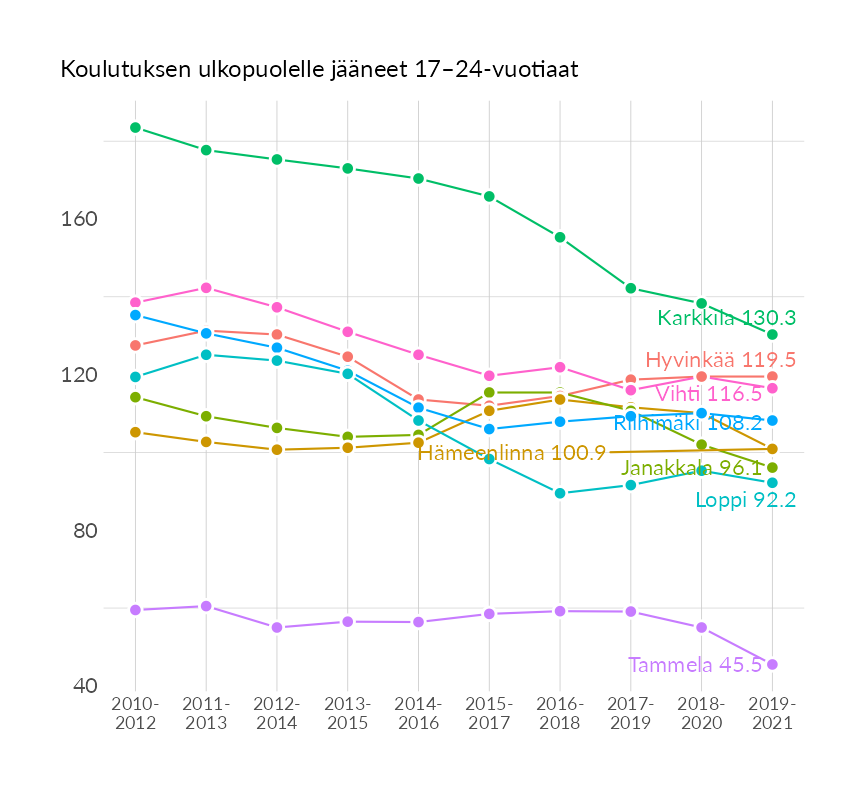 Koulutuksen ulkopuolelle jääneet 17–24-vuotiaat
160
120
80
40
Karkkila 130.3
Hyvinkää 119.5
Vihti 116.5
Riihimäki 108.2
Hämeenlinna 100.9
Janakkala 96.1
Loppi 92.2
Tammela 45.5
2010-
2012
2011-
2013
2012-
2014
2013-
2015
2014-
2016
2015-
2017
2016-
2018
2017-
2019
2018-
2020
2019-
2021